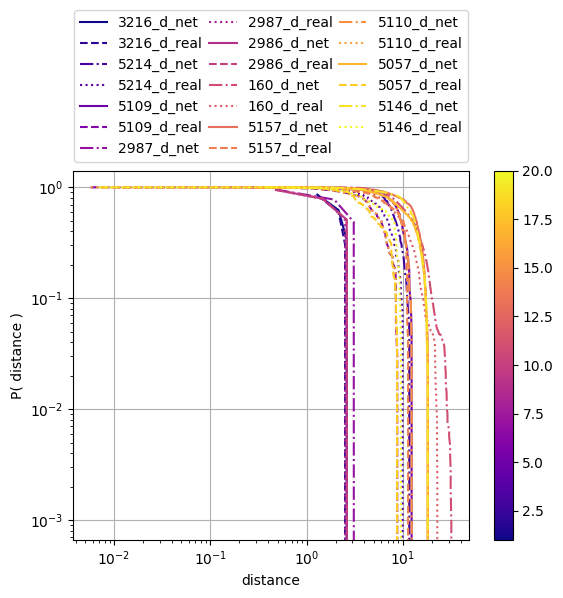 3216_d_net 2987_d_real 5110_d_net
3216_d_real 2986_d_net 5110_d_real
5214_d_net 2986_d_real 5057_d_net
5214_d_real 160_d_net 5057_d_real
5109_d_net 160_d_real 5146_d_net
5109_d_real 5157_d_net 5146_d_real
2987_d_net 5157_d_real
10⁰
10⁻¹
10⁻²
10⁻³
P( distance )
10⁻² 10⁻¹ 10⁰ 10¹
distance
20.0
17.5
15.0
12.5
10.0
7.5
5.0
2.5